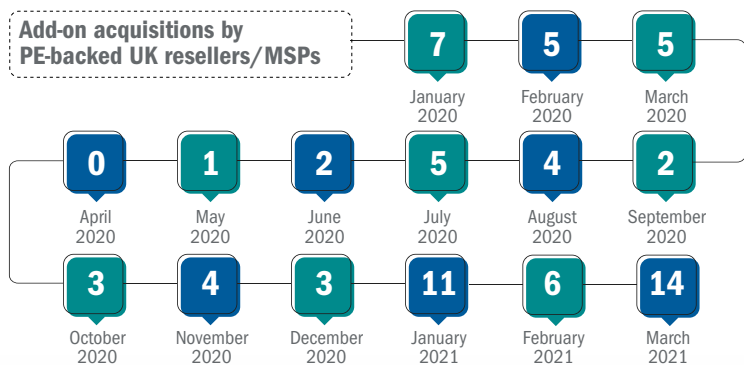 Add-on acquisitions by
PE-backed UK resellers/MSPs
7
January
2020
5
February
2020
5
March
2020
0
April
2020
1
May
2020
2
June
2020
5
July
2020
4
August
2020
2
September
2020
3
October
2020
4
November
2020
3
December
2020
11
January
2021
6
February
2021
14
March
2021